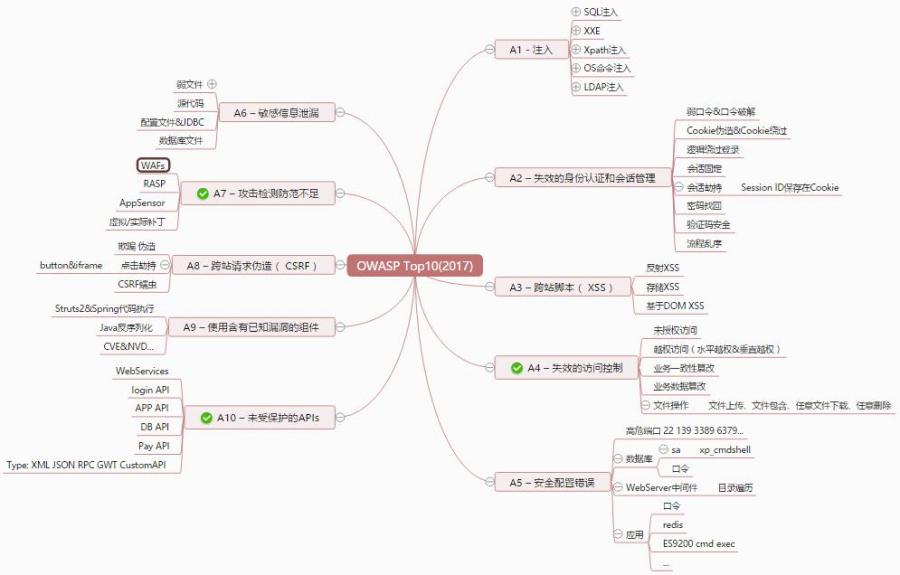 OWASP Top10(2017)
A1 - 注入
SQL注入
XXE
Xpath注入
OS命令注入
LDAP注入
A2 – 失效的身份认证和会话管理
弱口令&口令破解
Cookie伪造&Cookie绕过
逻辑绕过登录
会话固定
会话劫持
Session ID保存在Cookie
密码找回
验证码安全
流程乱序
A3 – 跨站脚本（ XSS）
反射XSS
存储XSS
基于DOM XSS
A4 – 失效的访问控制
未授权访问
越权访问（水平越权&垂直越权）
业务一致性篡改
业务数据篡改
文件操作
文件上传、文件包含、任意文件下载、任意删除
A5 – 安全配置错误
高危端口 22 139 3389 6379...
数据库
sa
xp_cmdshell
口令
WebServer中间件
目录遍历
应用
口令
redis
ES9200 cmd exec
...
A6 – 敏感信息泄漏
弱文件
源代码
配置文件&JDBC
数据库文件
A7 – 攻击检测防范不足
WAFs
RASP
AppSensor
虚拟/实际补丁
A8 – 跨站请求伪造（ CSRF）
欺骗 伪造
点击劫持
button&iframe
CSRF蠕虫
A9 – 使用含有已知漏洞的组件
Struts2&Spring代码执行
Java反序列化
CVE&NVD...
A10 – 未受保护的APIs
WebServices
login API
APP API
DB API
Pay API
Type: XML JSON RPC GWT CustomAPI